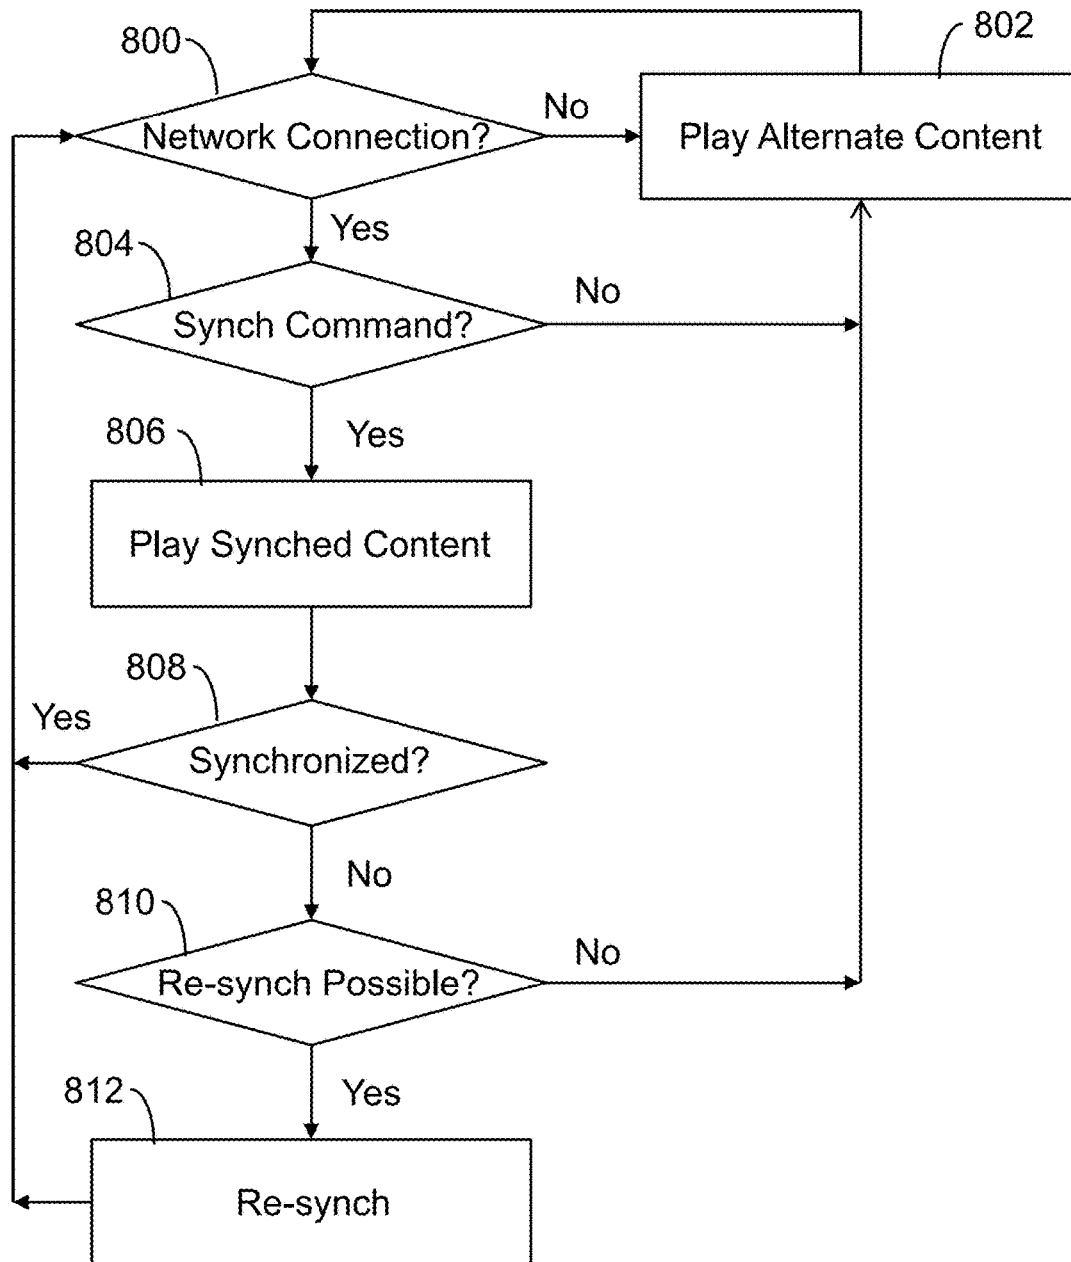 800
802
Network Connection?
No
Play Alternate Content
Yes
804
Synch Command?
No
Yes
806
Play Synched Content
808
Yes
Synchronized?
No
810
Re-synch Possible?
No
Yes
812
Re-synch